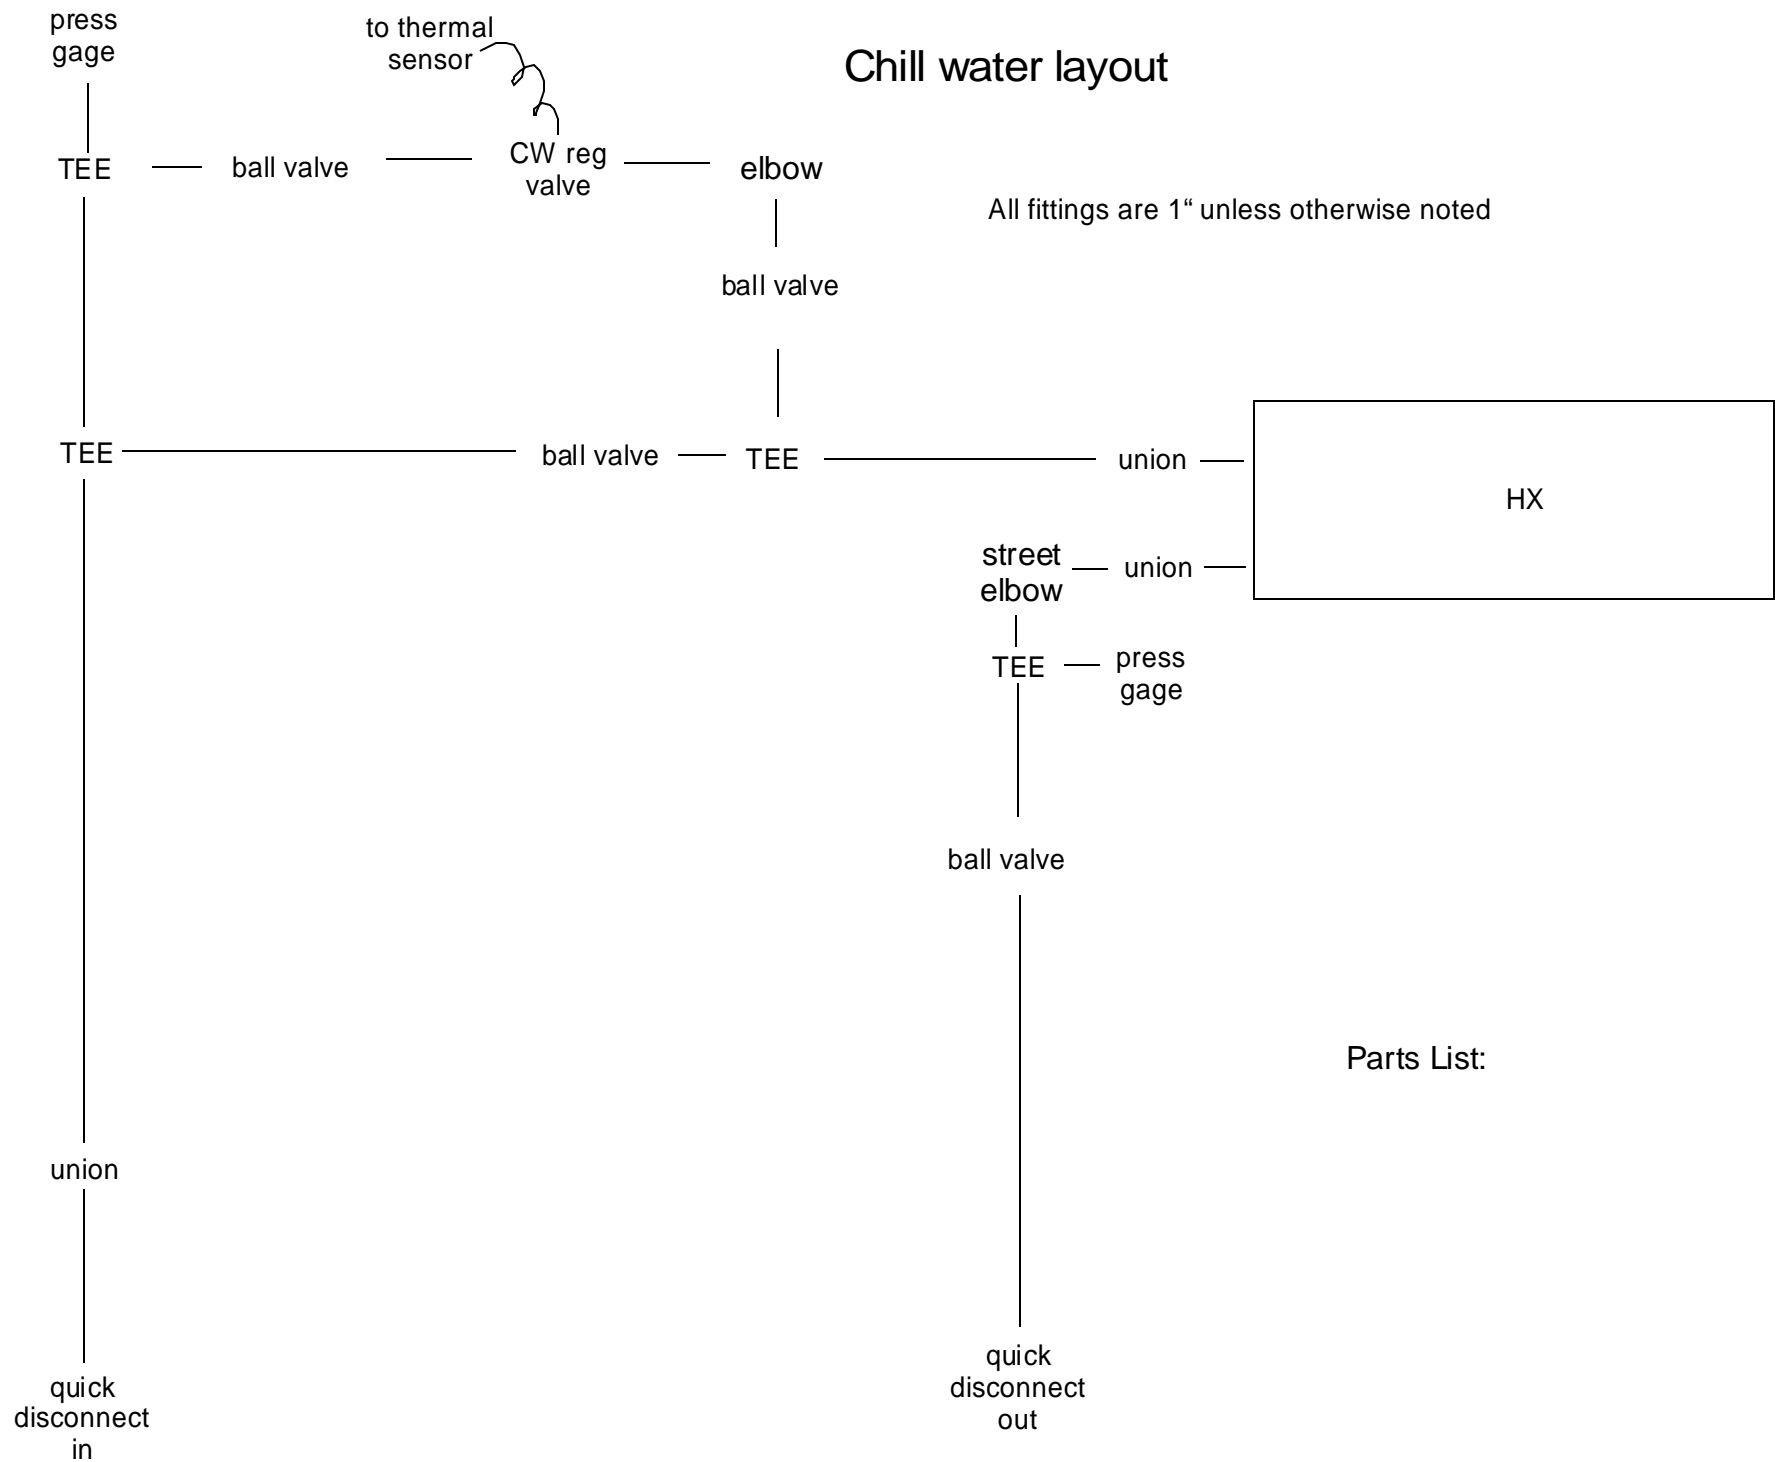 press
gage
to thermal
sensor
Chill water layout
TEE
ball valve
CW reg
valve
elbow
All fittings are 1“ unless otherwise noted
ball valve
TEE
ball valve
TEE
union
HX
street
elbow
union
TEE
press
gage
ball valve
Parts List:
union
quick
disconnect
in
quick
disconnect
out